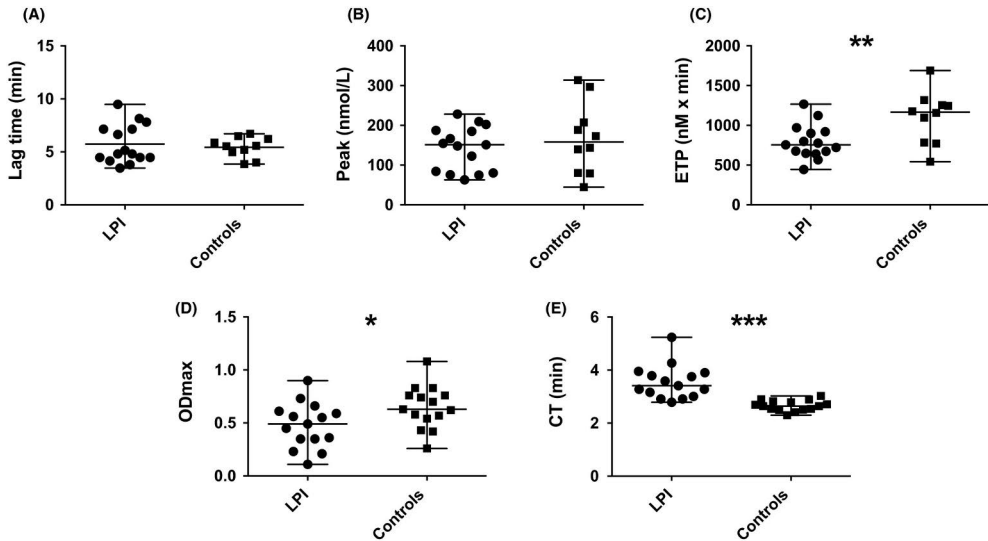 (A)
Lag time (min)
15
10
5
0
LPI
Controls
(B)
Peak (nmol/L)
400
300
200
100
0
LPI
Controls
(C)
ETP (nM x min)
2000
1500
1000
500
0
**
LPI
Controls
(D)
ODmax
1.5
1.0
0.5
0.0
*
LPI
Controls
(E)
CT (min)
6
4
2
0
***
LPI
Controls